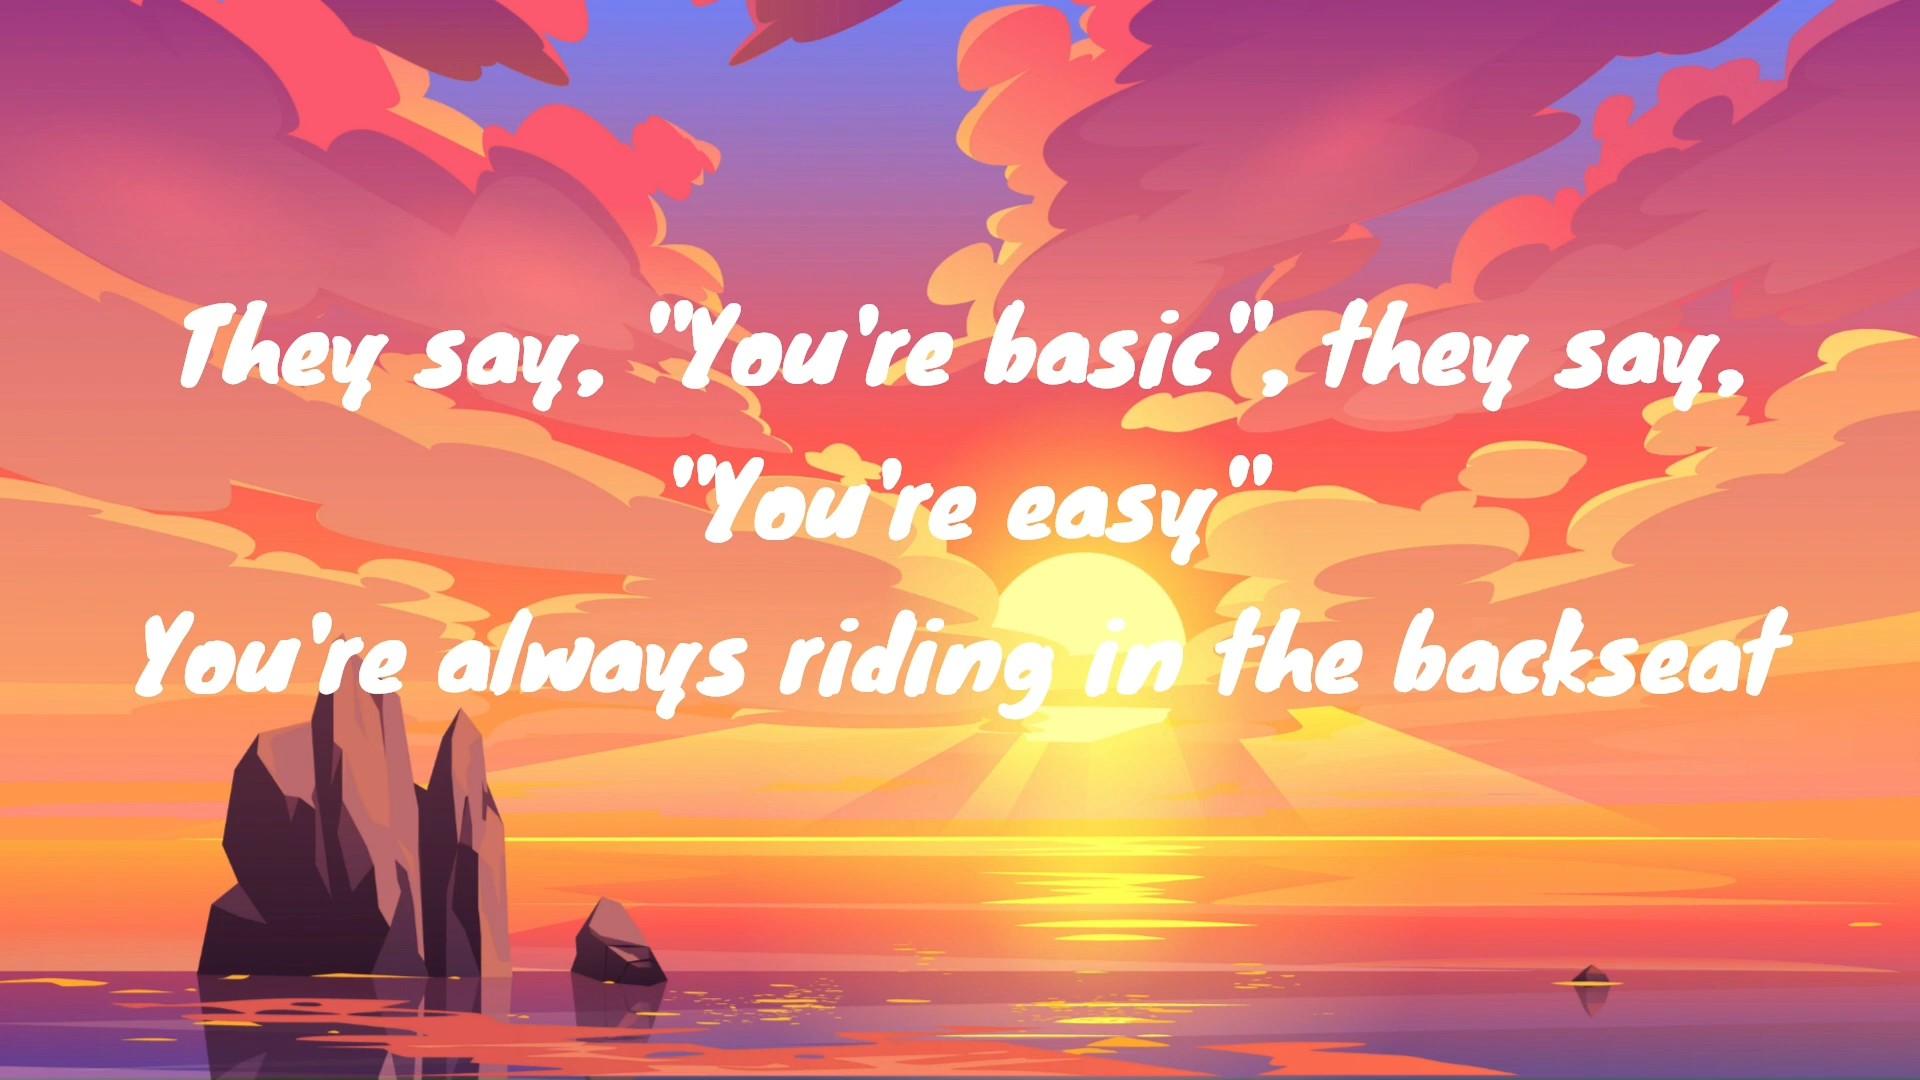 They say, "You're basic", they say,
"You're easy"
You're always riding in the backseat